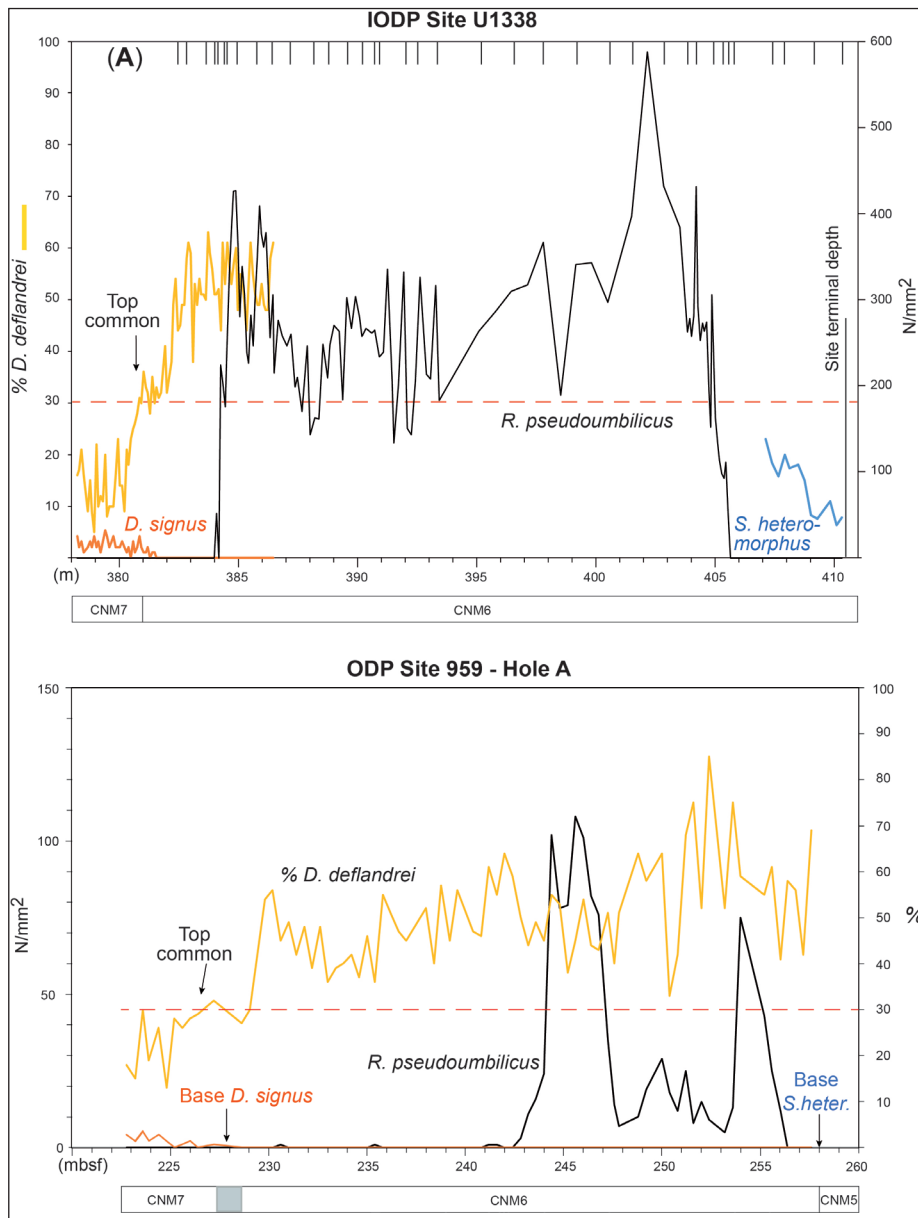 IODP Site U1338
(A)
100
90
80
70
60
50
40
30
20
10
% D. deflandrei
600
500
400
300
200
100
N/mm2
Top
common
Site terminal depth
R. pseudoumbilicus
D. signus
S. hetero-
morphus
(m)
380
385
390
395
400
405
410
CNM7
CNM6
ODP Site 959 - Hole A
150
100
50
0
N/mm2
100
90
80
70
60
50
40
30
20
10
%
% D. deflandrei
Top
common
R. pseudoumbilicus
Base D. signus
Base
S.heter.
(mbsf)
225
230
235
240
245
250
255
260
CNM7
CNM6
CNM5